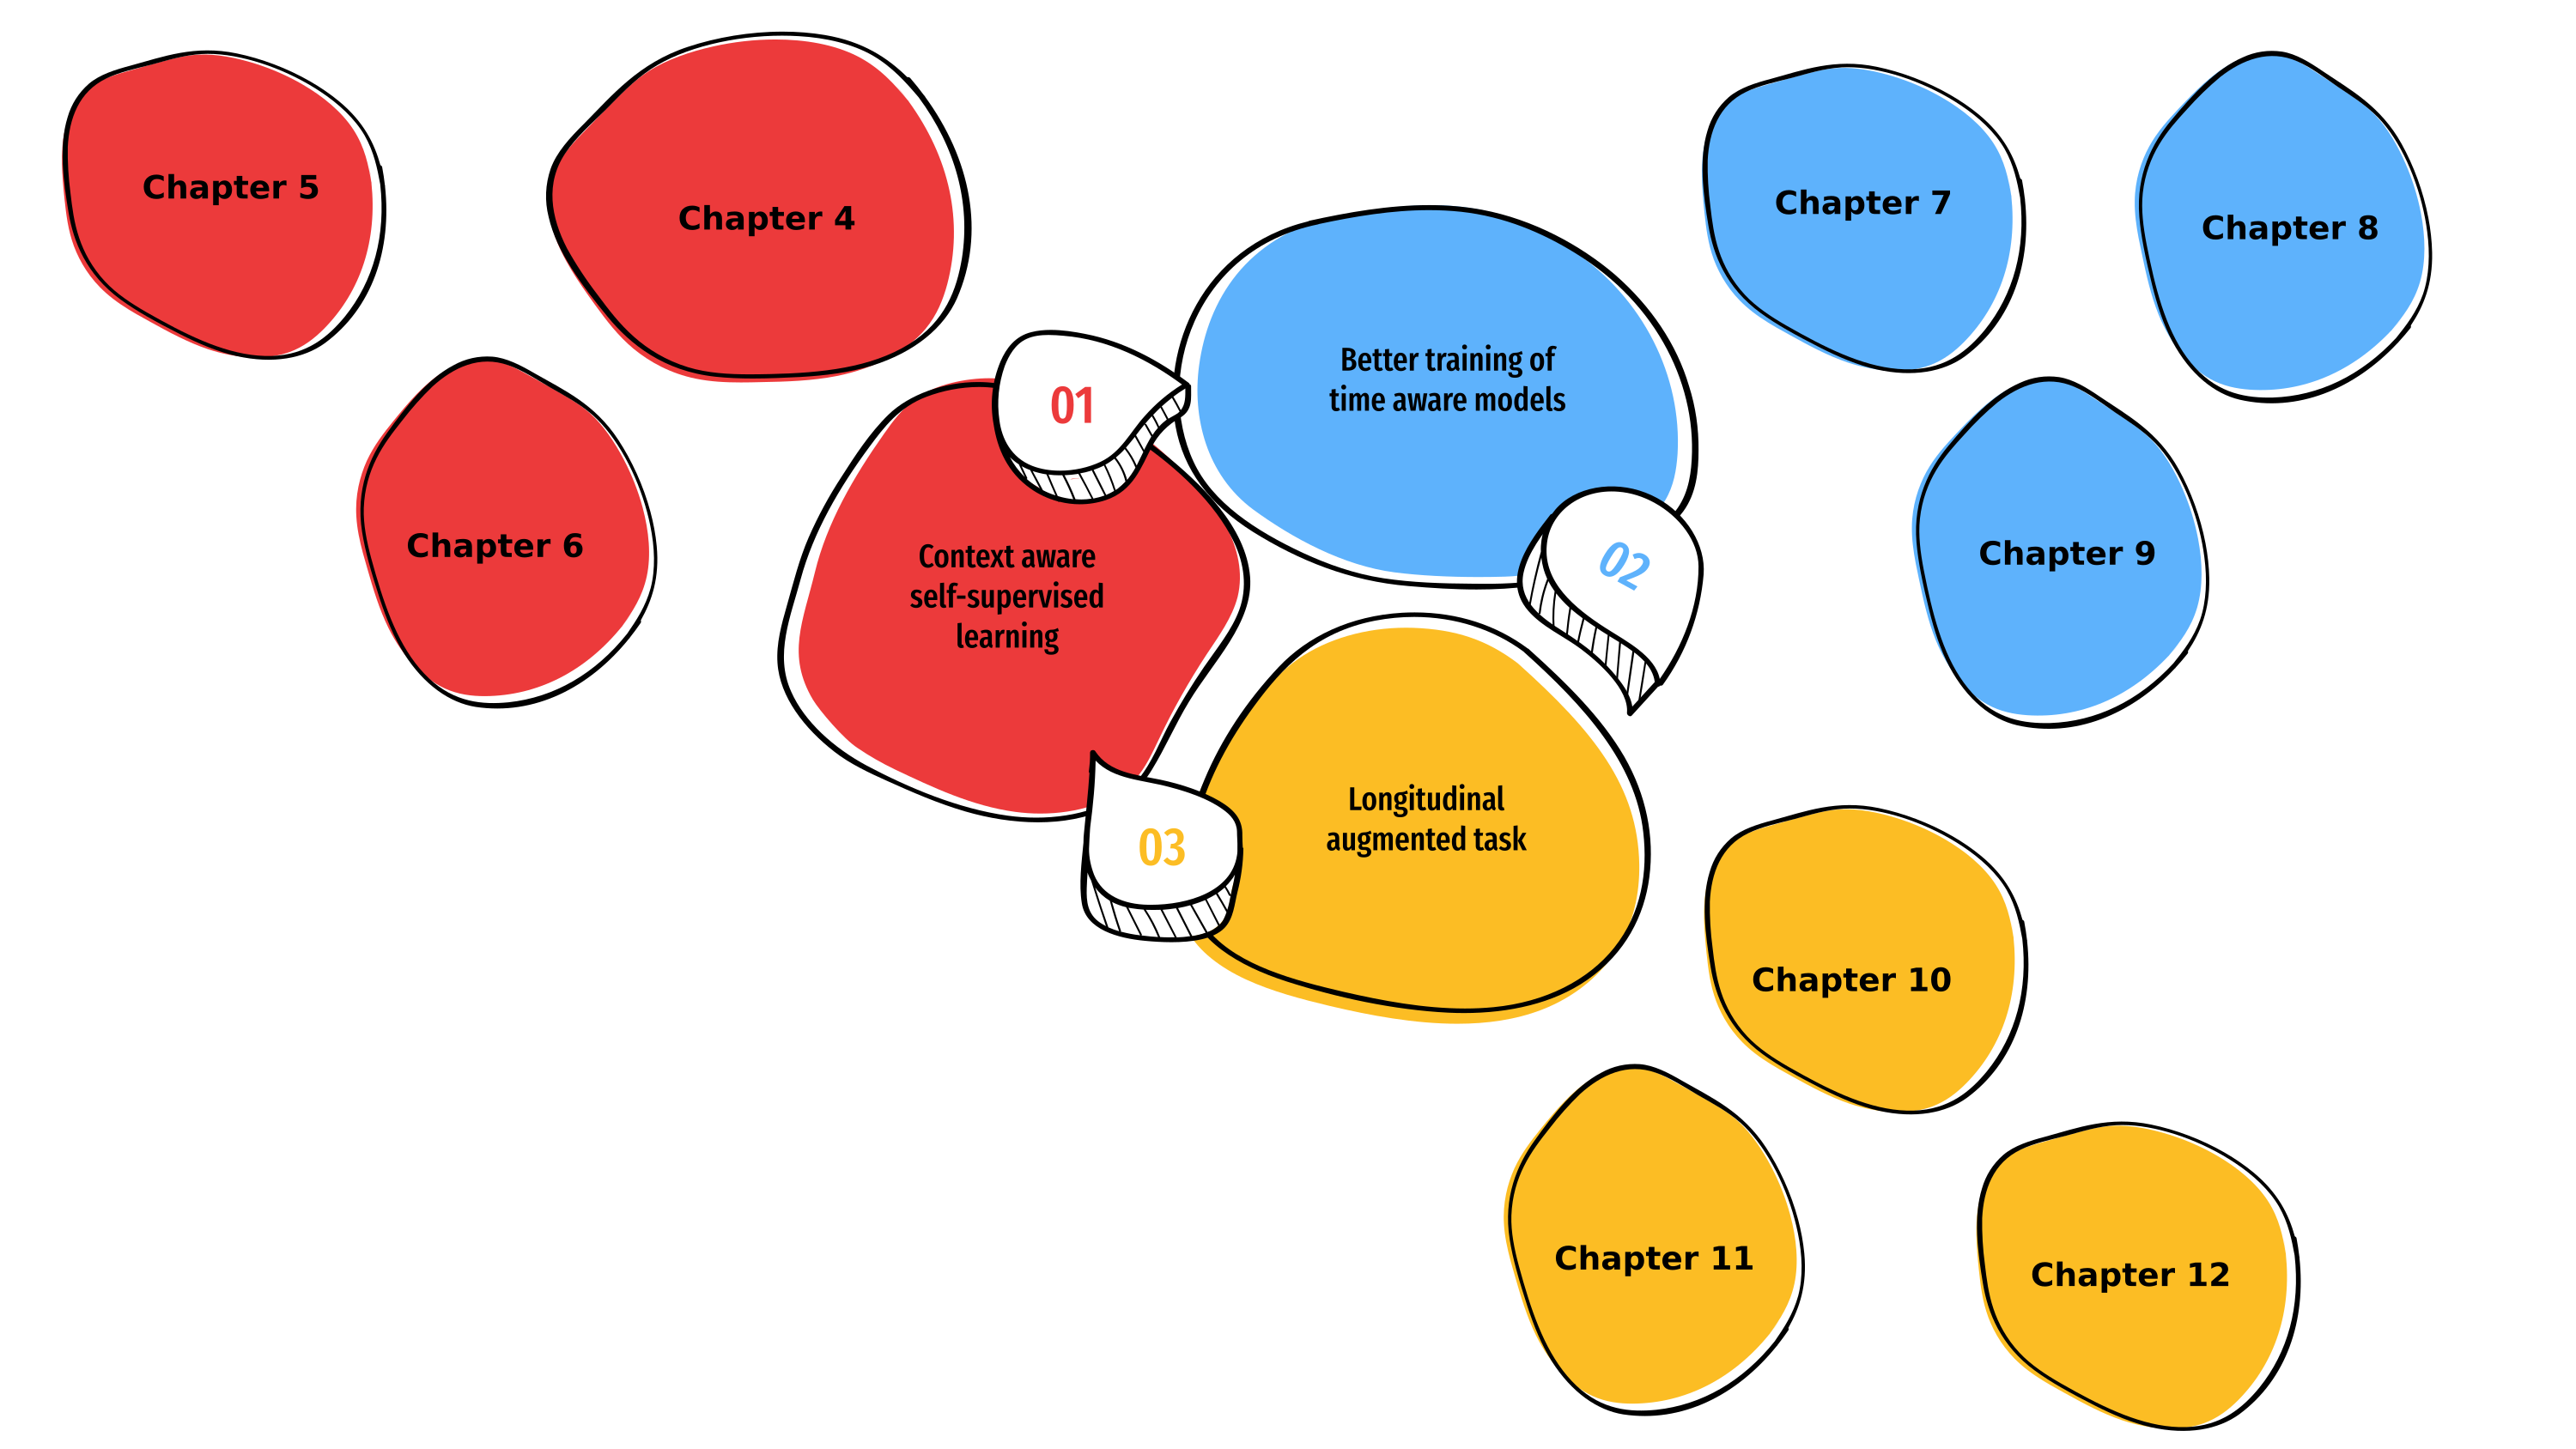 Chapter 5
Chapter 4
Chapter 6
01
Context aware
self-supervised
learning
Better training of
time aware models
02
Chapter 7
Chapter 8
Chapter 9
03
Longitudinal
augmented task
Chapter 10
Chapter 11
Chapter 12